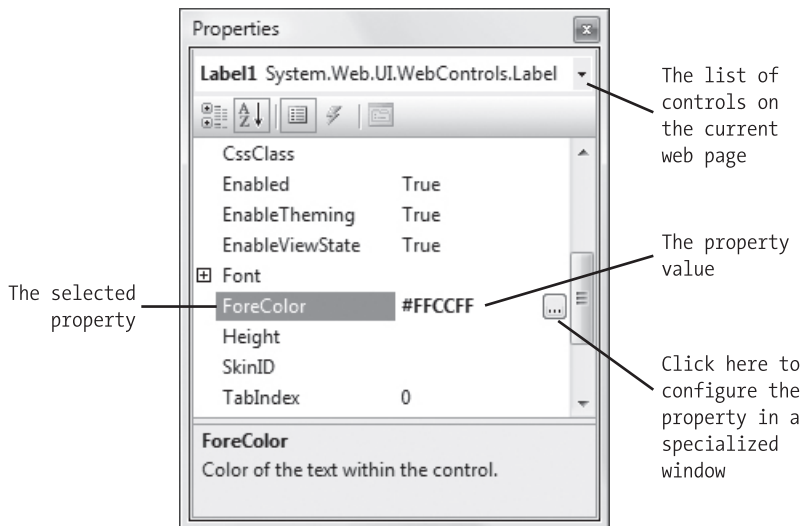 Properties
Label1 System.Web.UI.WebControls.Label
The list of
controls on
the current
web page
A
Z
CssClass
Enabled True
EnableTheming True
EnableViewState True
Font
The selected
property
ForeColor #FFCCFF ...
The property
value
Height
SkinID
TabIndex 0
Click here to
configure the
property in a
specialized
window
ForeColor
Color of the text within the control.